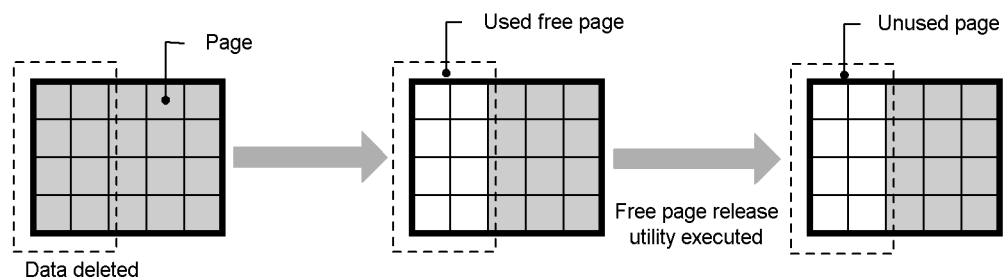 Page
Data deleted
Used free page
Free page release
utility executed
Unused page